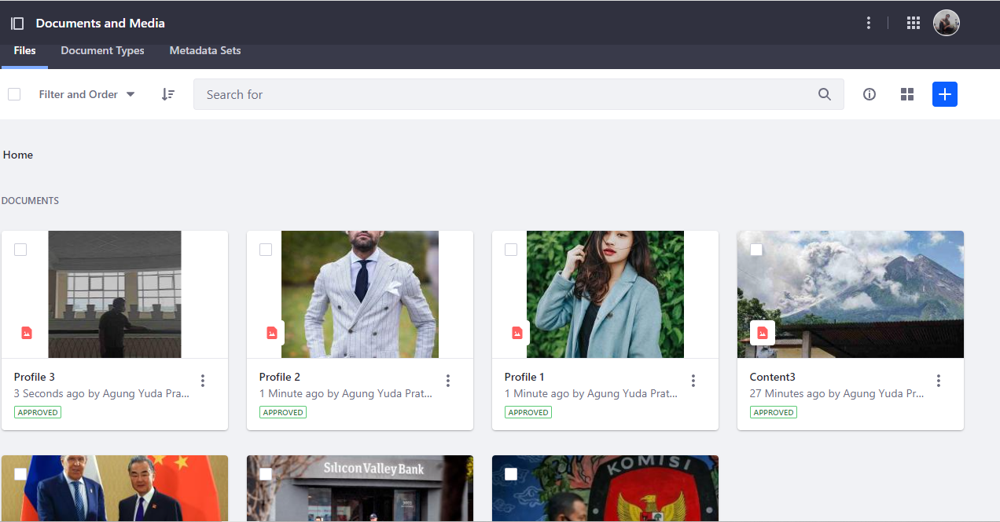 Documents and Media
Files
Document Types
Metadata Sets
Filter and Order
Search for
Home
DOCUMENTS
Profile 3
3 Seconds ago by Agung Yuda Pra...
APPROVED
Profile 2
1 Minute ago by Agung Yuda Prat...
APPROVED
Profile 1
1 Minute ago by Agung Yuda Prat...
APPROVED
Content3
27 Minutes ago by Agung Yuda Pr...
APPROVED
Silicon Valley Bank
KOMISI